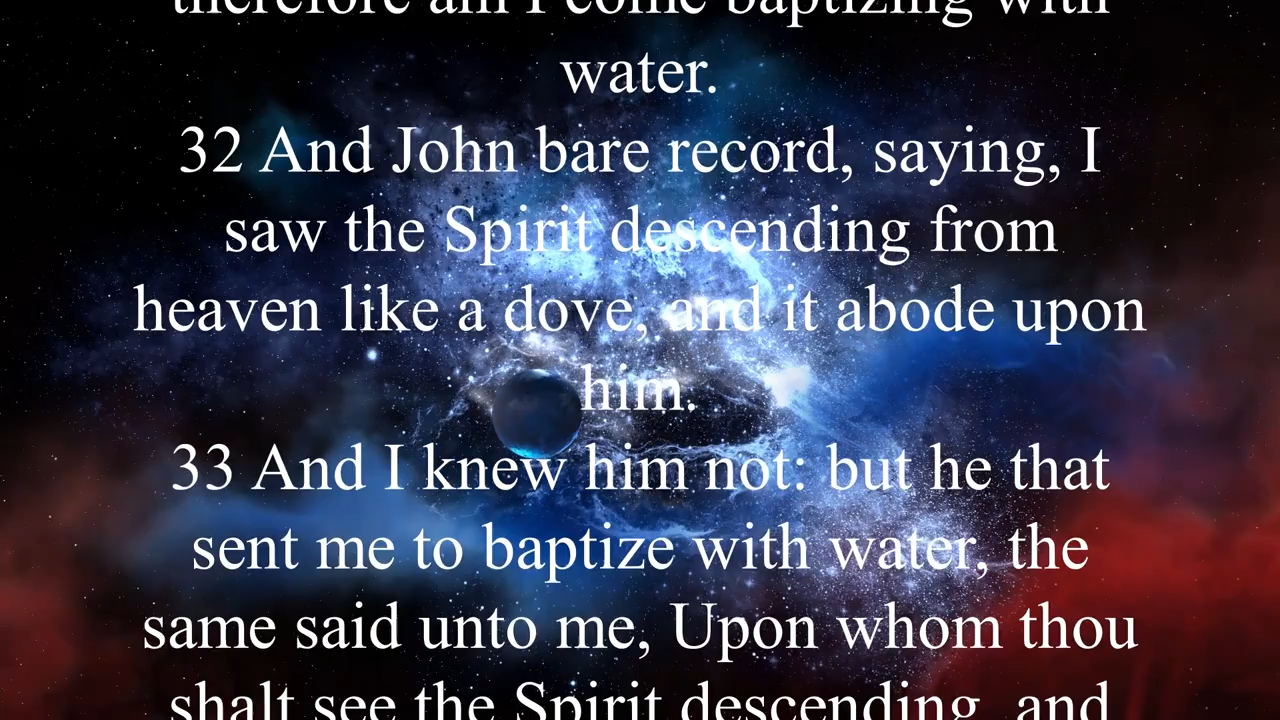 therefore am I come baptizing with
water.
32 And John bare record, saying, I
saw the Spirit descending from
heaven like a dove, and it abode upon
him.
33 And I knew him not: but he that
sent me to baptize with water, the
same said unto me, Upon whom thou
shalt see the Spirit descending, and